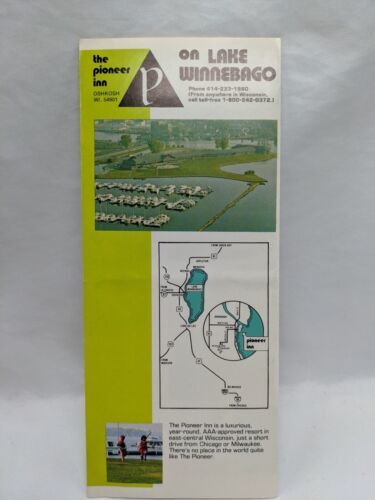 the
pioneer
inn
OSHKOSH
WI. 54901
P
on LAKE
WINNEBAGO
Phone 414-233-1980
(From anywhere in Wisconsin,
call toll-free 1-800-242-0372.)
pioneer
inn
The Pioneer Inn is a luxurious,
year-round, AAA-approved resort in
east-central Wisconsin, just a short
drive from Chicago or Milwaukee.
There's no place in the world quite
like The Pioneer.